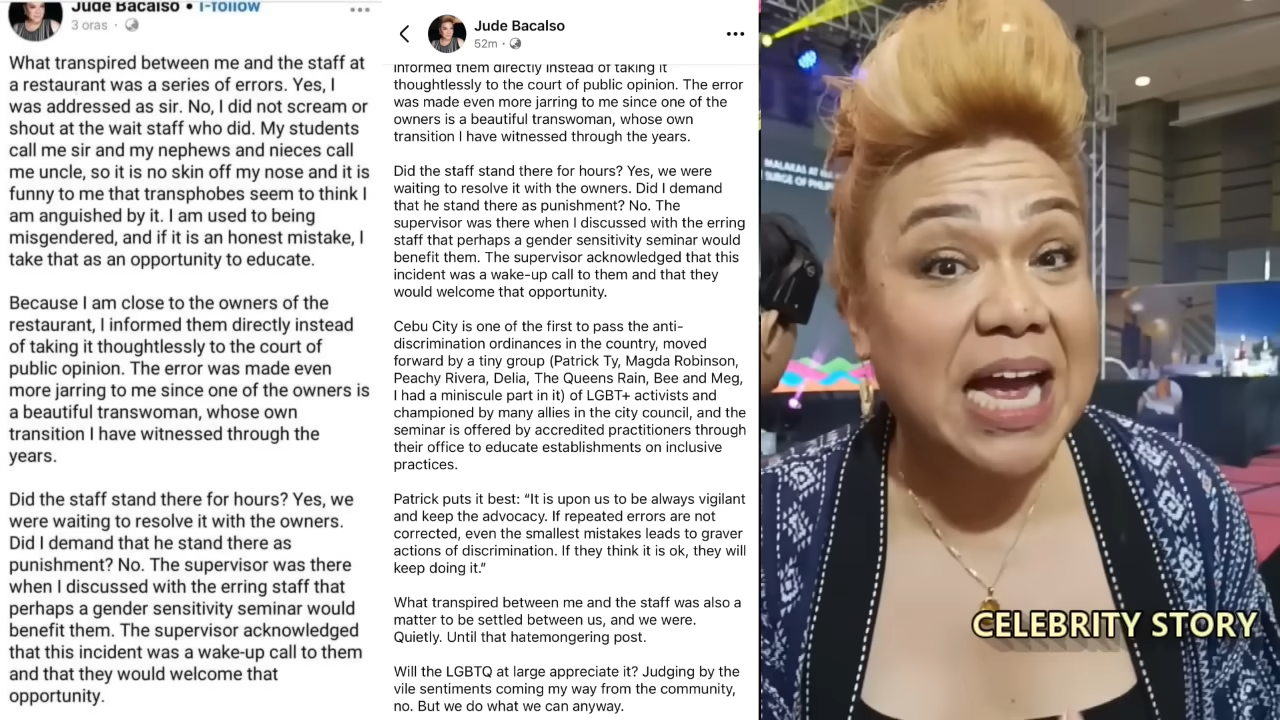 Jude Bacalso • I-follow
3 oras ·
What transpired between me and the staff at
a restaurant was a series of errors. Yes, I
was addressed as sir. No, I did not scream or
shout at the wait staff who did. My students
call me sir and my nephews and nieces call
me uncle, so it is no skin off my nose and it is
funny to me that transphobes seem to think I
am anguished by it. I am used to being
misgendered, and if it is an honest mistake, I
take that as an opportunity to educate.
Because I am close to the owners of the
restaurant, I informed them directly instead
of taking it thoughtlessly to the court of
public opinion. The error was made even
more jarring to me since one of the owners is
a beautiful transwoman, whose own
transition I have witnessed through the
years.
Did the staff stand there for hours? Yes, we
were waiting to resolve it with the owners.
Did I demand that he stand there as
punishment? No. The supervisor was there
when I discussed with the erring staff that
perhaps a gender sensitivity seminar would
benefit them. The supervisor acknowledged
that this incident was a wake-up call to them
and that they would welcome that
opportunity.
Jude Bacalso
52m ·
informed them directly instead of taking it
thoughtlessly to the court of public opinion. The error
was made even more jarring to me since one of the
owners is a beautiful transwoman, whose own
transition I have witnessed through the years.
Did the staff stand there for hours? Yes, we were
waiting to resolve it with the owners. Did I demand
that he stand there as punishment? No. The
supervisor was there when I discussed with the erring
staff that perhaps a gender sensitivity seminar would
benefit them. The supervisor acknowledged that this
incident was a wake-up call to them and that they
would welcome that opportunity.
Cebu City is one of the first to pass the anti-
discrimination ordinances in the country, moved
forward by a tiny group (Patrick Ty, Magda Robinson,
Peachy Rivera, Delia, The Queens Rain, Bee and Meg,
I had a miniscule part in it) of LGBT+ activists and
championed by many allies in the city council, and the
seminar is offered by accredited practitioners through
their office to educate establishments on inclusive
practices.
Patrick puts it best: “It is upon us to be always vigilant
and keep the advocacy. If repeated errors are not
corrected, even the smallest mistakes leads to graver
actions of discrimination. If they think it is ok, they will
keep doing it.”
What transpired between me and the staff was also a
matter to be settled between us, and we were.
Quietly. Until that hatemongering post.
Will the LGBTQ at large appreciate it? Judging by the
vile sentiments coming my way from the community,
no. But we do what we can anyway.
MALAKAS AT
SURGE OF
CELEBRITY STORY